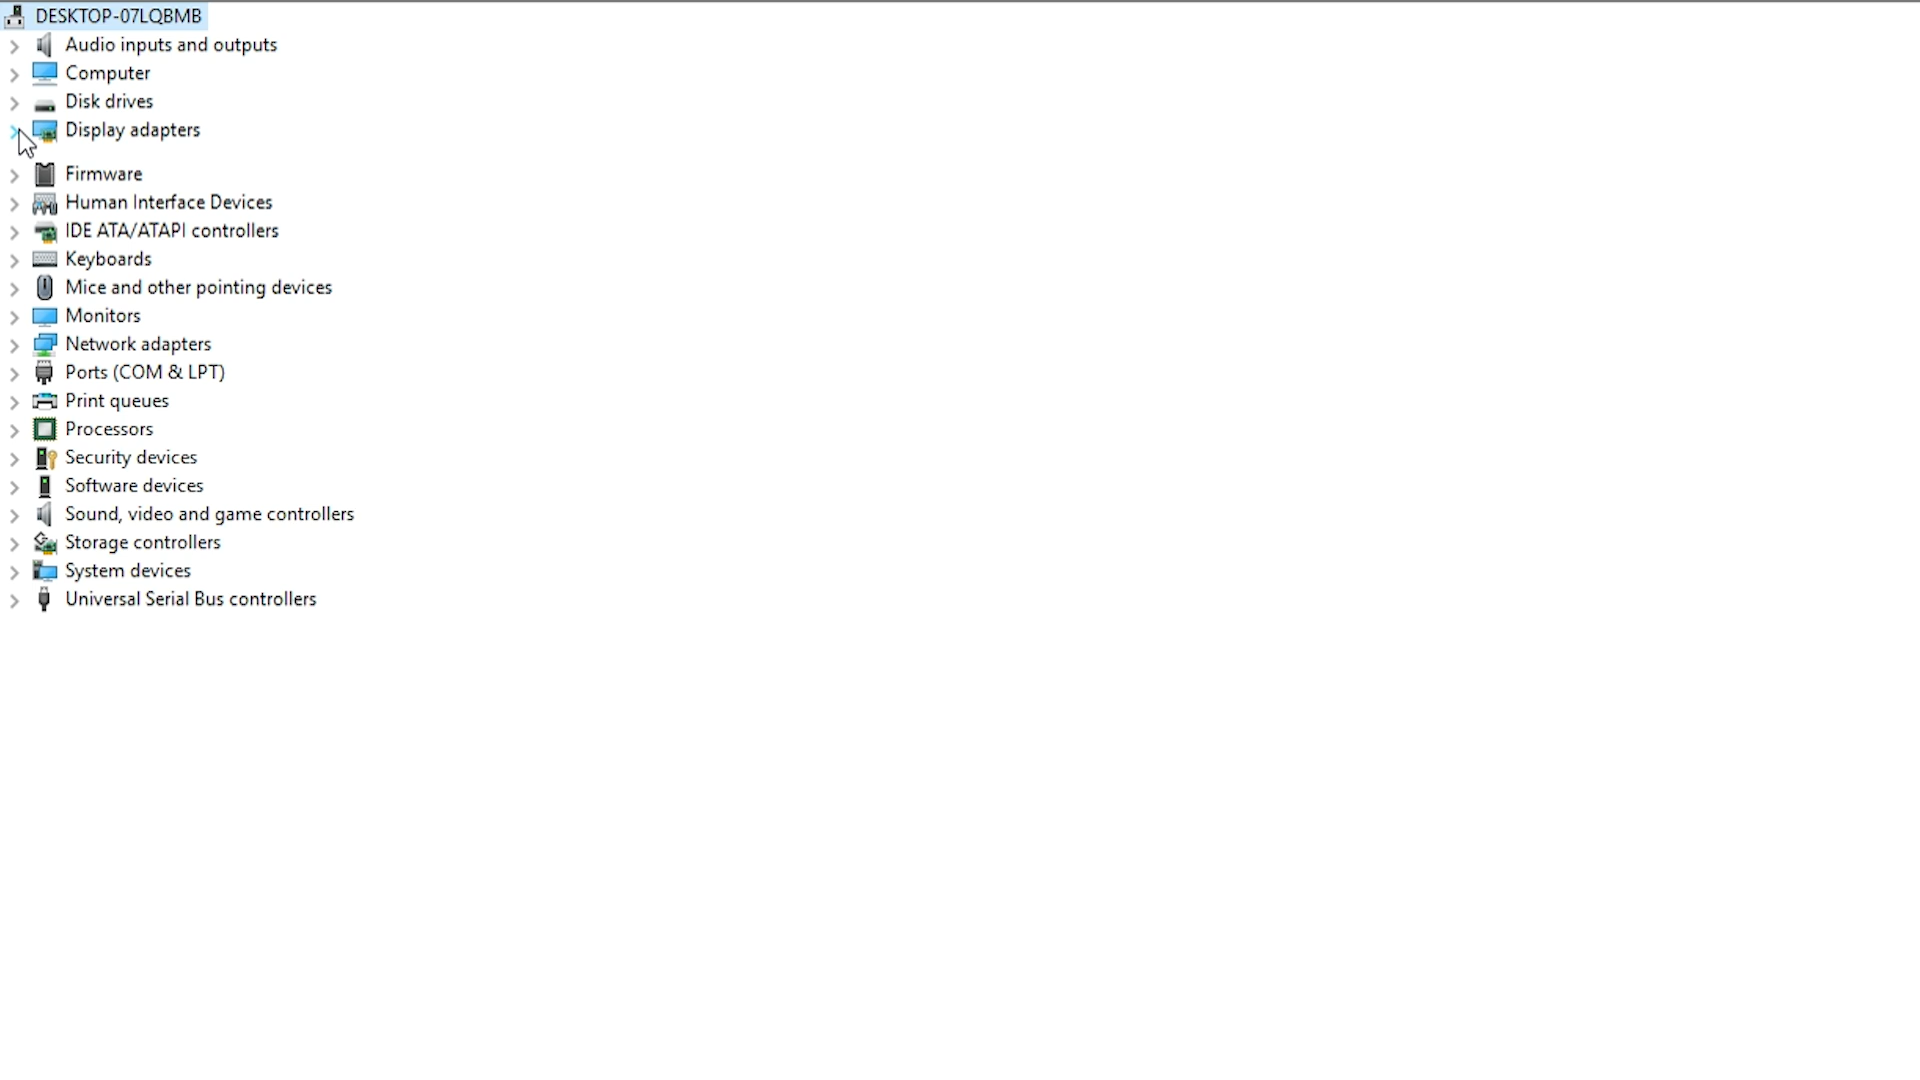 DESKTOP-07LQBMB
Audio inputs and outputs
Computer
Disk drives
Display adapters
Firmware
Human Interface Devices
IDE ATA/ATAPI controllers
Keyboards
Mice and other pointing devices
Monitors
Network adapters
Ports (COM & LPT)
Print queues
Processors
Security devices
Software devices
Sound, video and game controllers
Storage controllers
System devices
Universal Serial Bus controllers